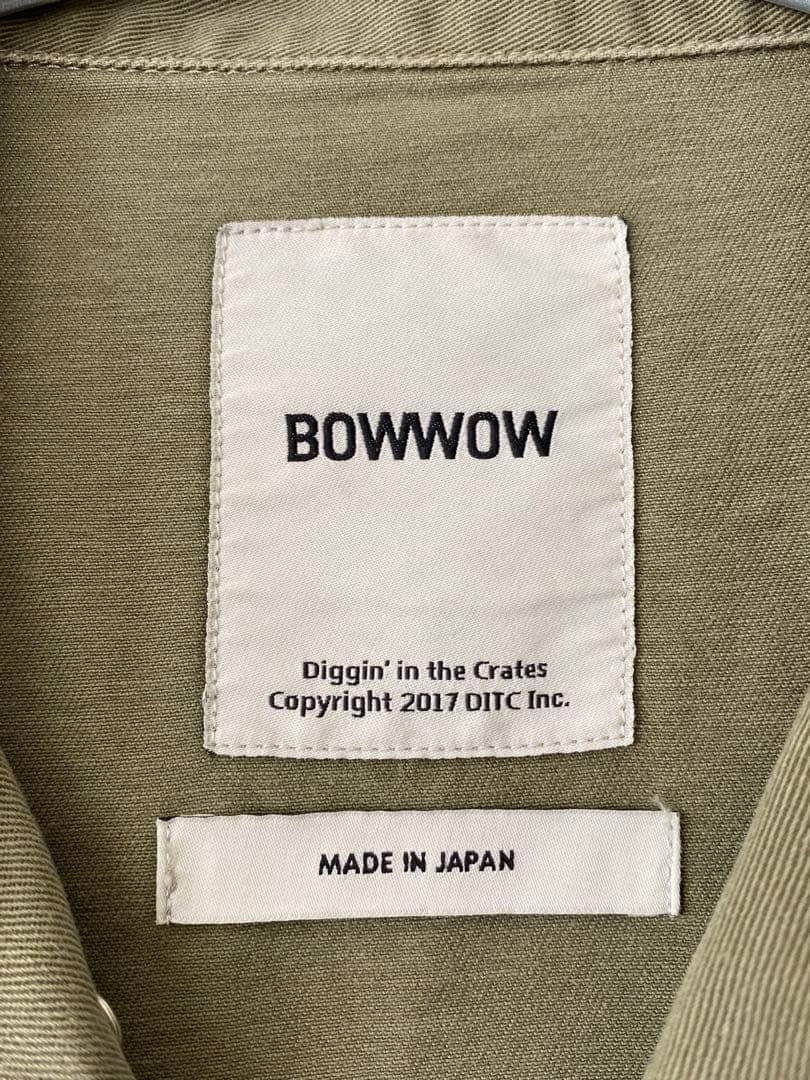 BOWWOW
Diggin' in the Crates
Copyright 2017 DITC Inc.
MADE IN JAPAN